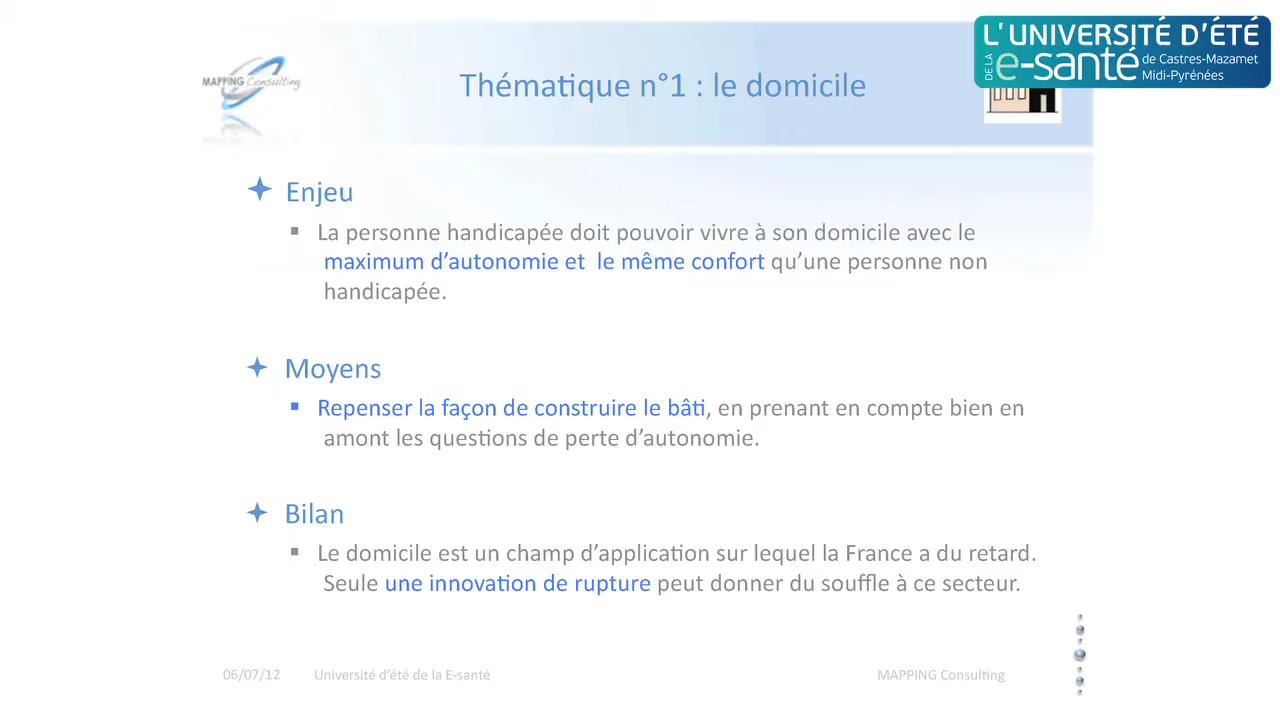 L'UNIVERSITÉ D'ÉTÉ
DE LA e-santé
de Castres-Mazamet
Midi-Pyrénées
MAPPING Consulting
Thématique n°1 : le domicile
Enjeu
La personne handicapée doit pouvoir vivre à son domicile avec le
maximum d’autonomie et le même confort qu’une personne non
handicapée.
Moyens
Repenser la façon de construire le bâti, en prenant en compte bien en
amont les questions de perte d’autonomie.
Bilan
Le domicile est un champ d’application sur lequel la France a du retard.
Seule une innovation de rupture peut donner du souffle à ce secteur.
06/07/12 Université d’été de la E-santé MAPPING Consulting